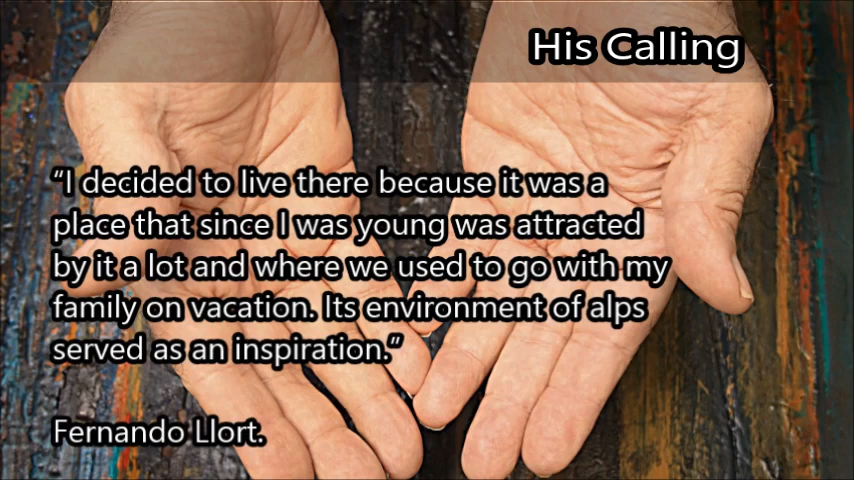 His Calling
“I decided to live there because it was a
place that since I was young was attracted
by it a lot and where we used to go with my
family on vacation. Its environment of alps
served as an inspiration.”
Fernando Llort.